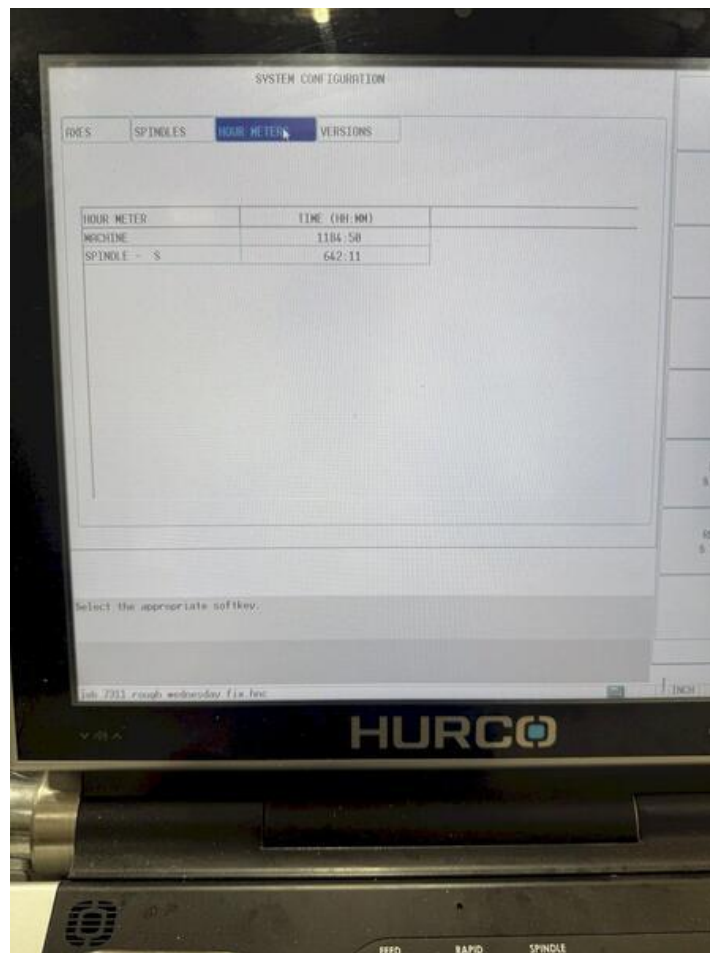 SYSTEM CONFIGURATION
AXES SPINDLES HOUR METERS VERSIONS
HOUR METER TIME (HH:MM)
MACHINE 1184:50
SPINDLE - S 642:11
Select the appropriate softkey.
job 7311 rough wednesday fix.hnc
INCH
HURCO
FEED RAPID SPINDLE